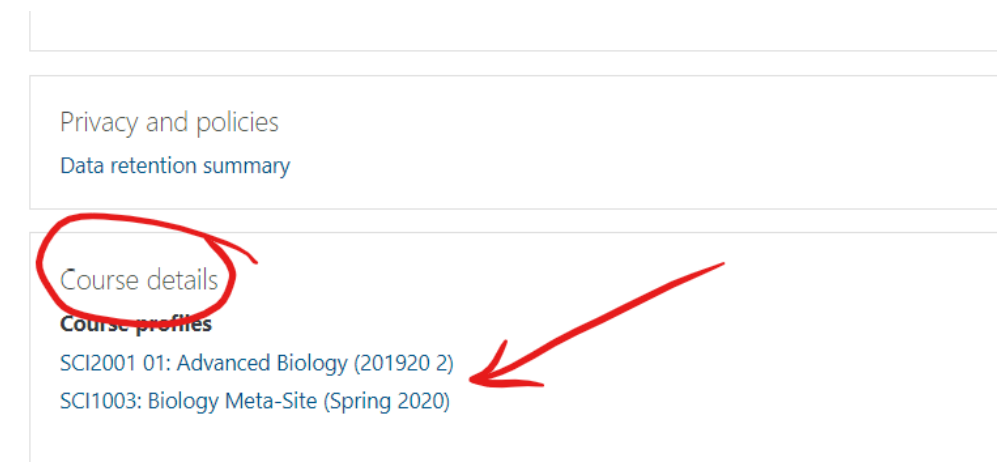 Privacy and policies
Data retention summary
Course details
Course profiles
SCI2001 01: Advanced Biology (201920 2)
SCI1003: Biology Meta-Site (Spring 2020)